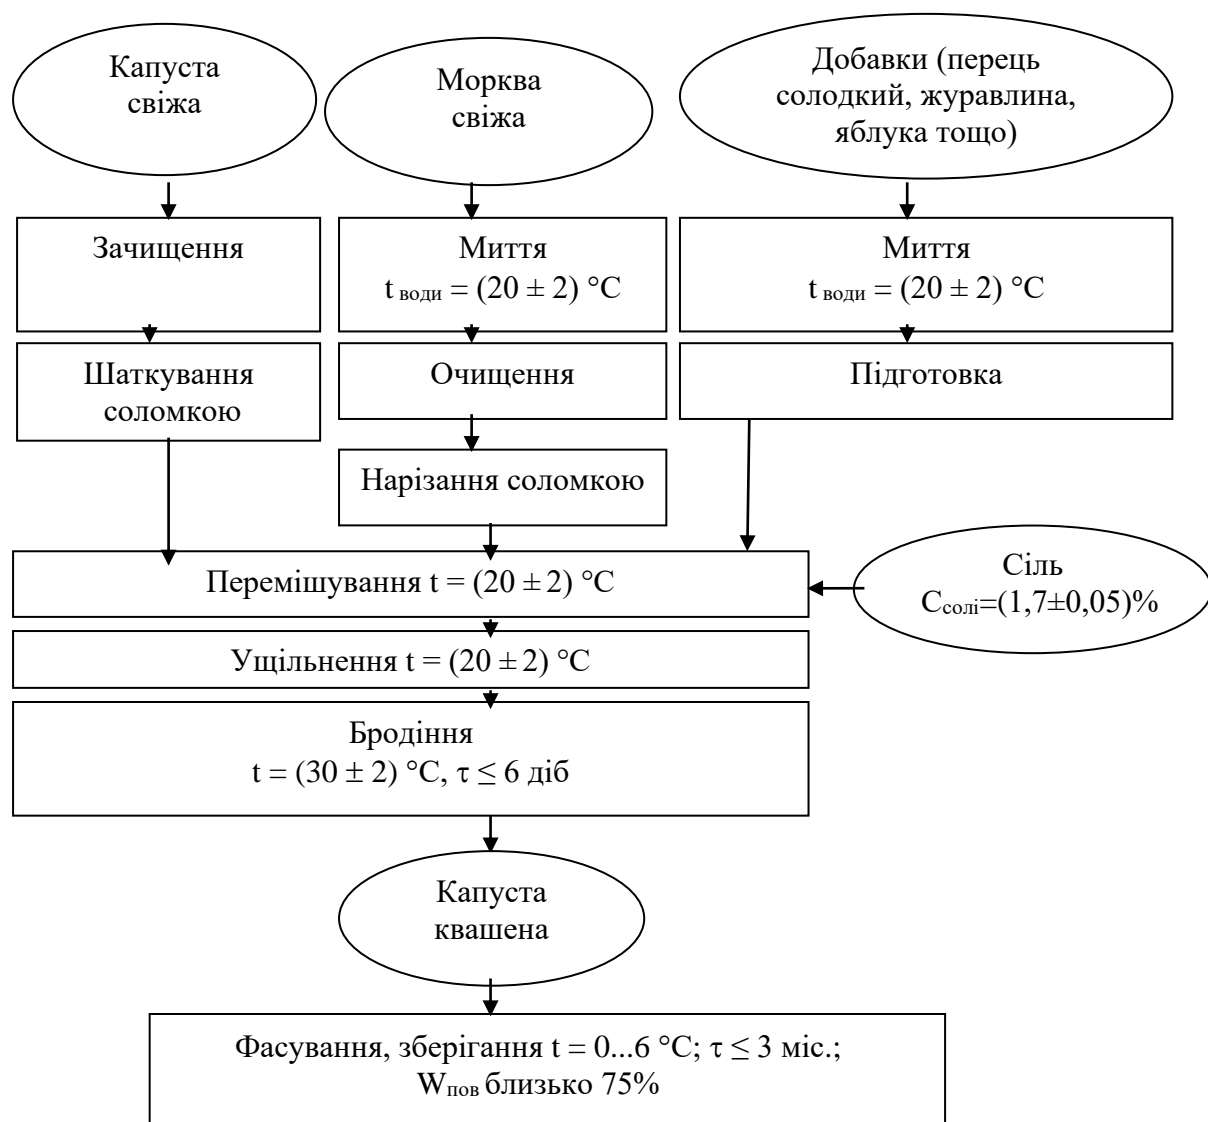 Капуста
свіжа
Морква
свіжа
Добавки (перець
солодкий, журавлина,
яблука тощо)
Зачищення
Миття
t води = (20 ± 2) °С
Миття
t води = (20 ± 2) °С
Шаткування
соломкою
Очищення
Підготовка
Нарізання соломкою
Перемішування t = (20 ± 2) °С
Сіль
Ссолі=(1,7±0,05)%
Ущільнення t = (20 ± 2) °С
Бродіння
t = (30 ± 2) °С, τ ≤ 6 діб
Капуста
квашена
Фасування, зберігання t = 0...6 °С; τ ≤ 3 міс.;
Wпов близько 75%